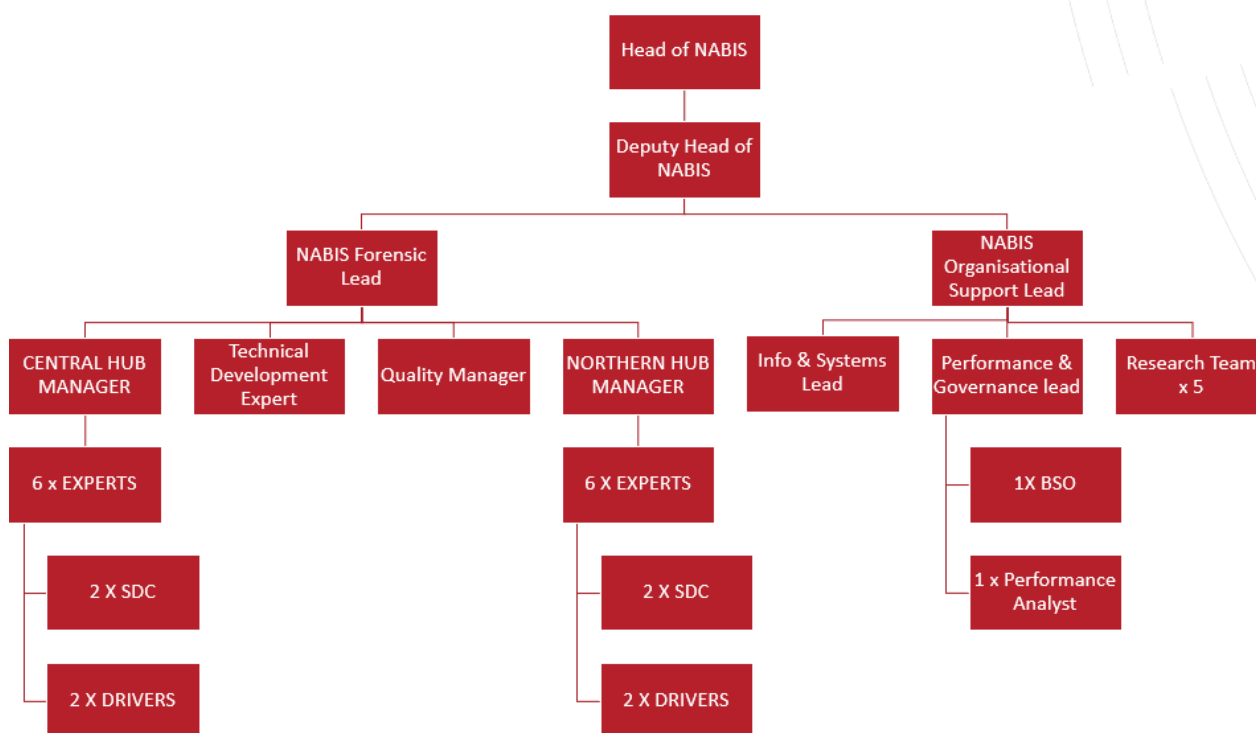 Head of NABIS
Deputy Head of
NABIS
NABIS Forensic
Lead
NABIS
Organisational
Support Lead
CENTRAL HUB
MANAGER
Technical
Development
Expert
Quality Manager
NORTHERN HUB
MANAGER
Info & Systems
Lead
Performance &
Governance lead
Research Team
x 5
6 x EXPERTS
6 X EXPERTS
1X BSO
2 X SDC
2 X SDC
1 x Performance
Analyst
2 X DRIVERS
2 X DRIVERS